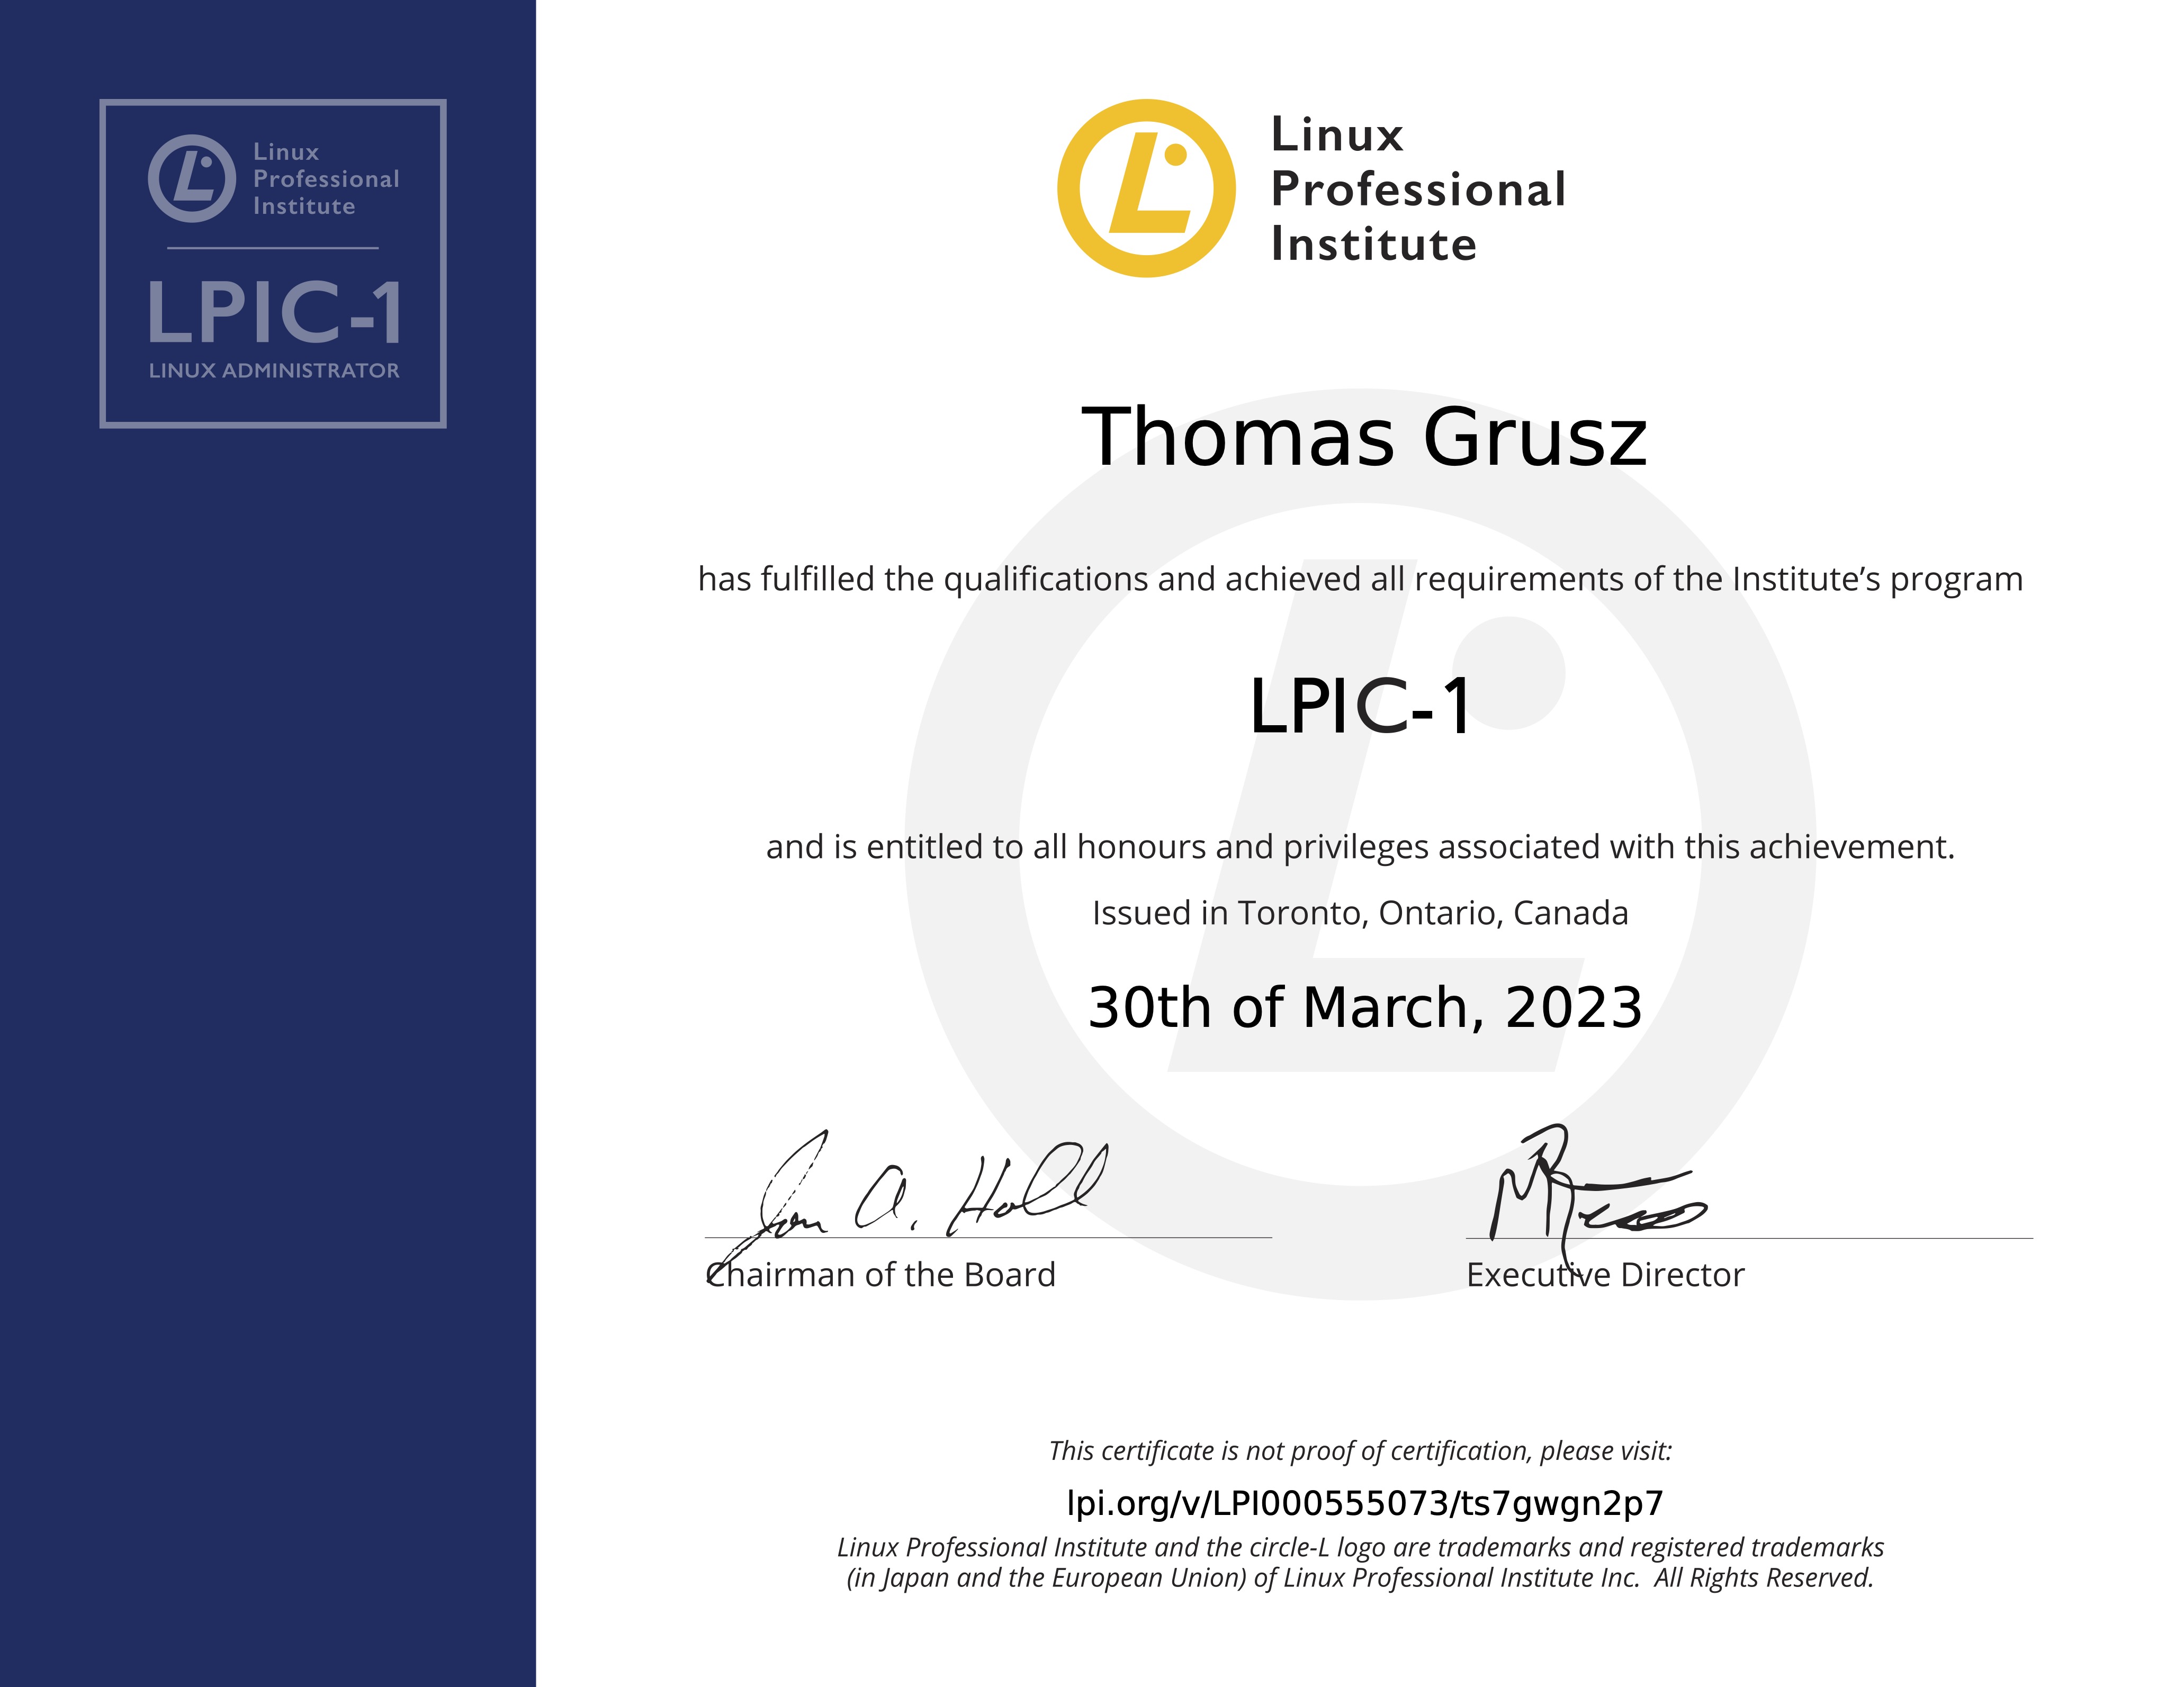 Linux
Professional
Institute
LPIC-1
LINUX ADMINISTRATOR
Linux
Professional
Institute
Thomas Grusz
has fulfilled the qualifications and achieved all requirements of the Institute’s program
LPIC-1
and is entitled to all honours and privileges associated with this achievement.
Issued in Toronto, Ontario, Canada
30th of March, 2023
Jon A. Hall
Chairman of the Board
Executive Director
This certificate is not proof of certification, please visit:
lpi.org/v/LPI000555073/ts7gwgn2p7
Linux Professional Institute and the circle-L logo are trademarks and registered trademarks
(in Japan and the European Union) of Linux Professional Institute Inc.  All Rights Reserved.